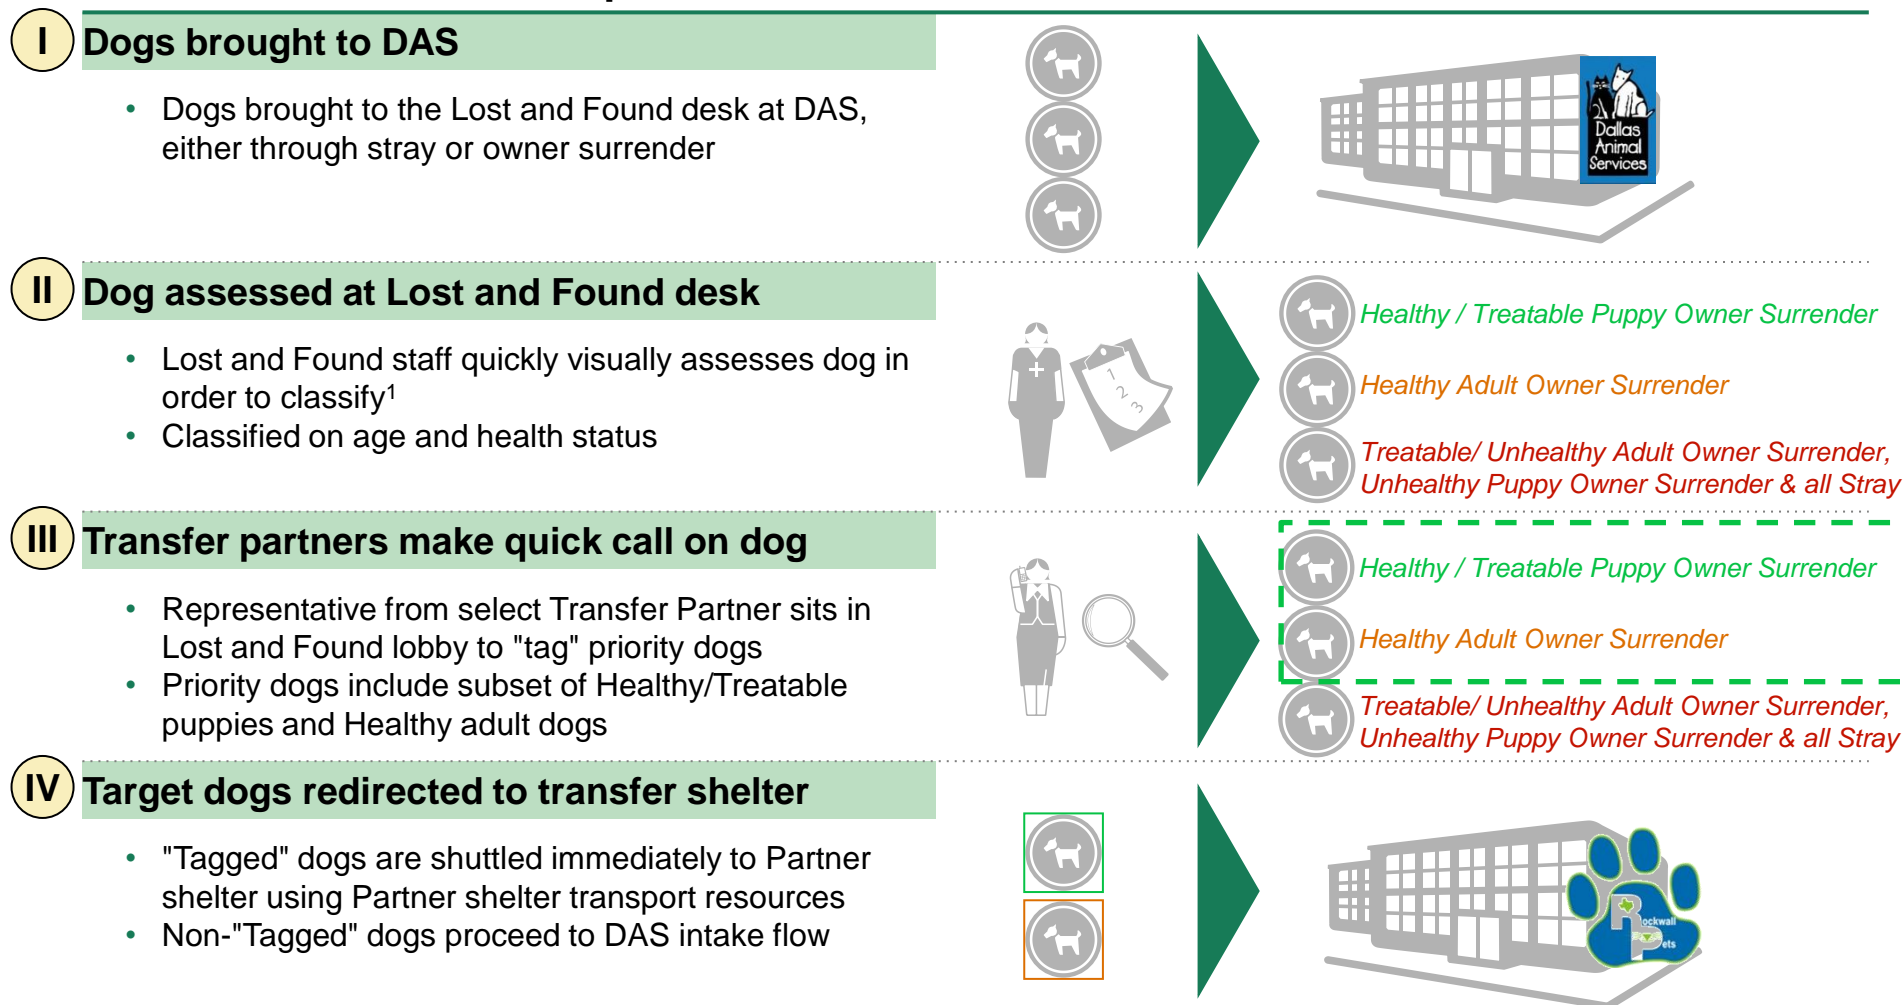 I
Dogs brought to DAS
• Dogs brought to the Lost and Found desk at DAS,
either through stray or owner surrender
Dallas
Animal
Services
II
Dog assessed at Lost and Found desk
• Lost and Found staff quickly visually assesses dog in
order to classify¹
• Classified on age and health status
1
2
3
Healthy / Treatable Puppy Owner Surrender
Healthy Adult Owner Surrender
Treatable/ Unhealthy Adult Owner Surrender,
Unhealthy Puppy Owner Surrender & all Stray
III
Transfer partners make quick call on dog
• Representative from select Transfer Partner sits in
Lost and Found lobby to "tag" priority dogs
• Priority dogs include subset of Healthy/Treatable
puppies and Healthy adult dogs
Healthy / Treatable Puppy Owner Surrender
Healthy Adult Owner Surrender
Treatable/ Unhealthy Adult Owner Surrender,
Unhealthy Puppy Owner Surrender & all Stray
IV
Target dogs redirected to transfer shelter
• "Tagged" dogs are shuttled immediately to Partner
shelter using Partner shelter transport resources
• Non-"Tagged" dogs proceed to DAS intake flow
Rockwall
Pets